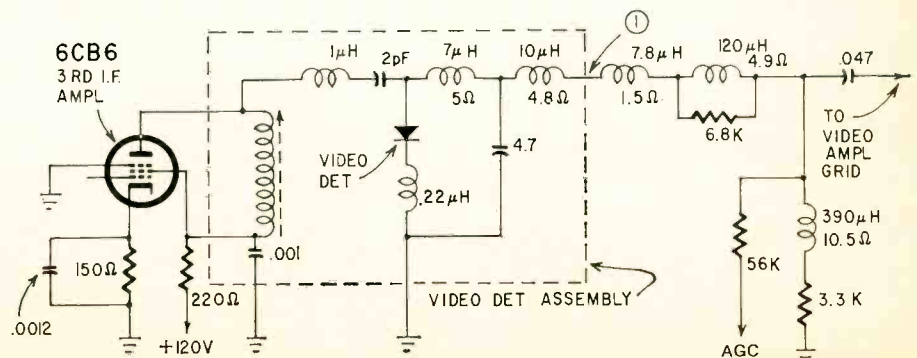 6CB6
3 RD I.F.
AMPL
1µH
2pF
7µH
5Ω
10µH
4.8Ω
1
7.8µH
1.5Ω
120µH
4.9Ω
6.8K
.047
TO
VIDEO
AMPL
GRID
VIDEO
DET
.22µH
4.7
.001
150Ω
220Ω
.0012
+120V
VIDEO DET ASSEMBLY
56K
390µH
10.5Ω
3.3K
AGC